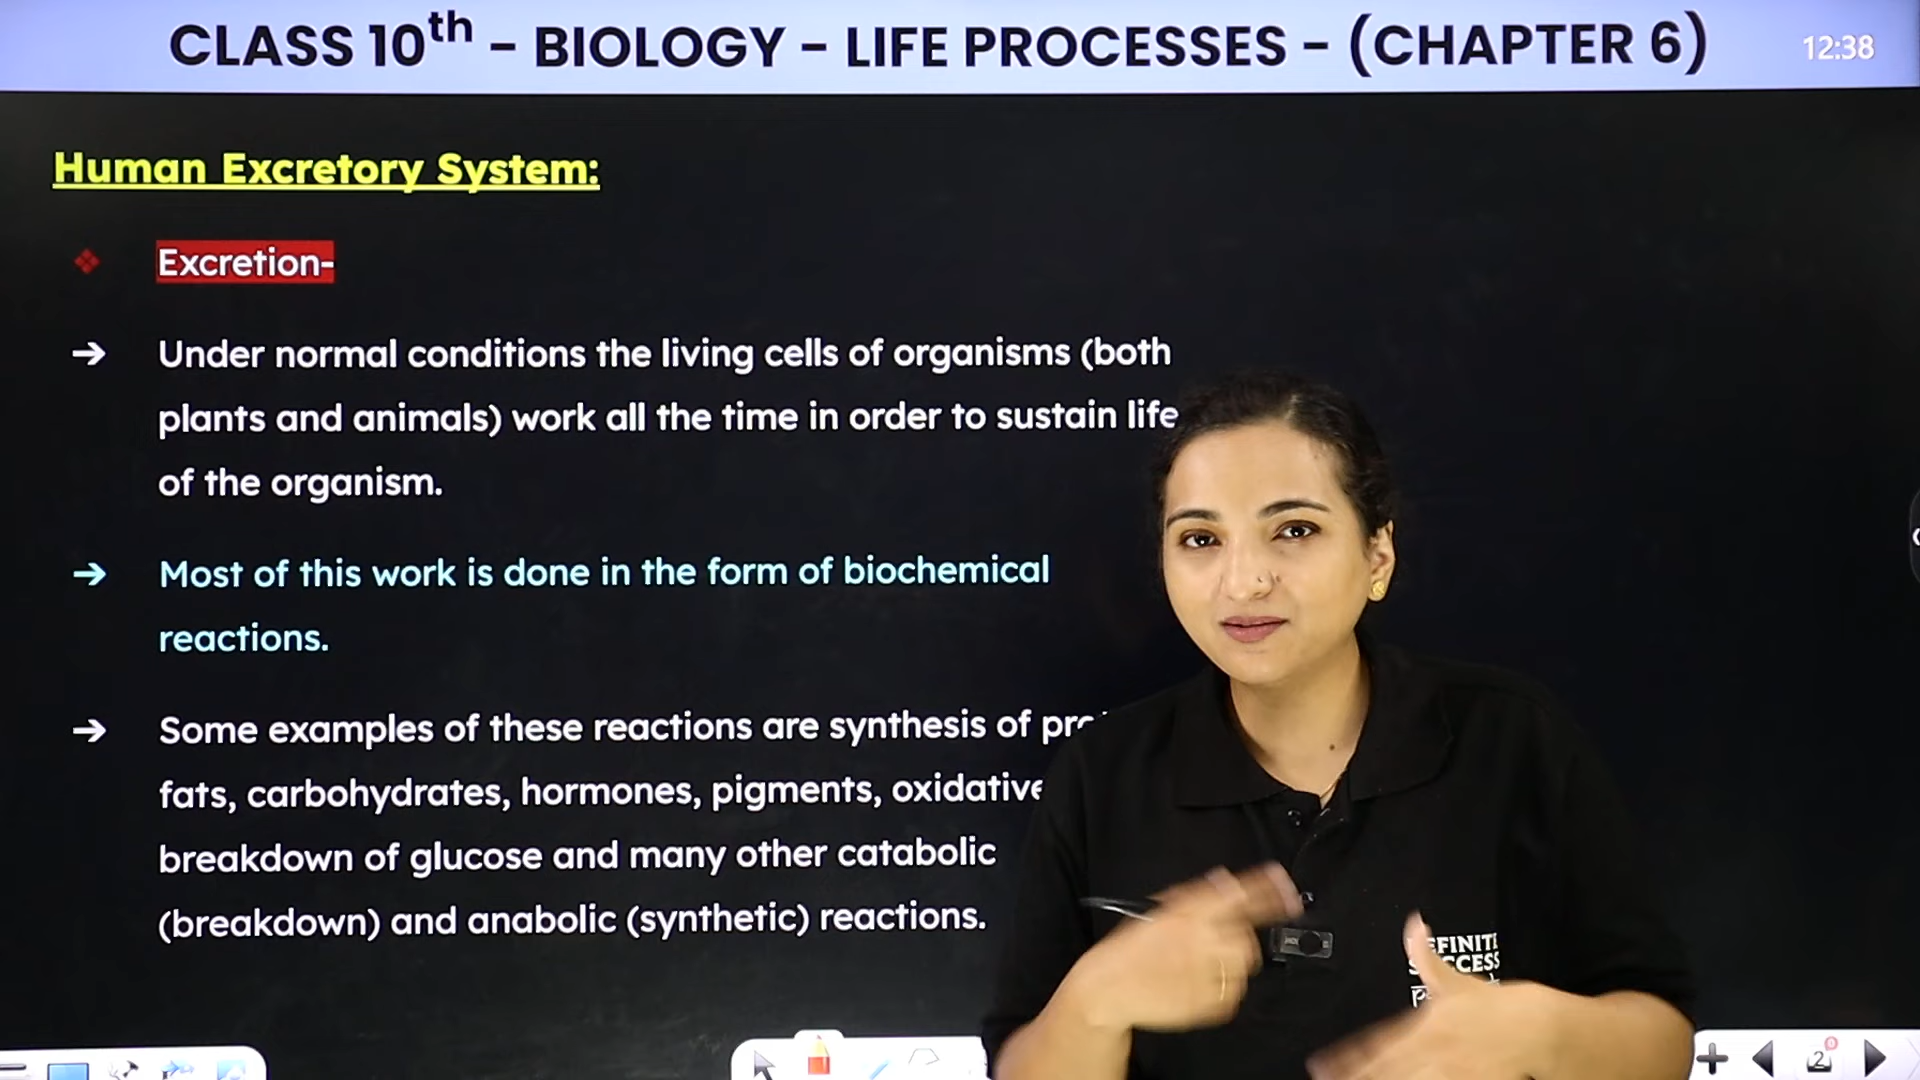 CLASS 10th - BIOLOGY - LIFE PROCESSES - (CHAPTER 6)
12:38
Human Excretory System:
Excretion-
Under normal conditions the living cells of organisms (both
plants and animals) work all the time in order to sustain life
of the organism.
Most of this work is done in the form of biochemical
reactions.
Some examples of these reactions are synthesis of
fats, carbohydrates, hormones, pigments, oxidative
breakdown of glucose and many other catabolic
(breakdown) and anabolic (synthetic) reactions.
2